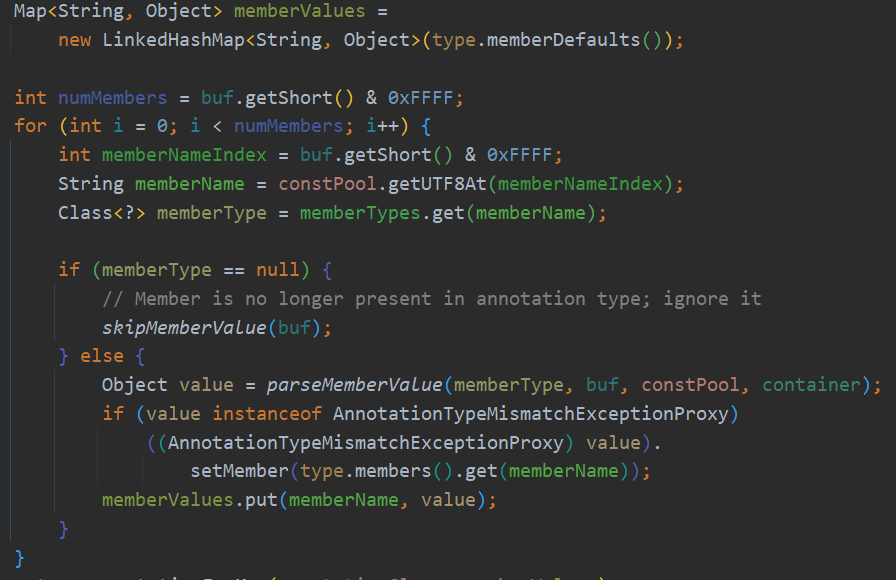 Map<String, Object> memberValues =
    new LinkedHashMap<String, Object>(type.memberDefaults());

int numMembers = buf.getShort() & 0xFFFF;
for (int i = 0; i < numMembers; i++) {
    int memberNameIndex = buf.getShort() & 0xFFFF;
    String memberName = constPool.getUTF8At(memberNameIndex);
    Class<?> memberType = memberTypes.get(memberName);

    if (memberType == null) {
        // Member is no longer present in annotation type; ignore it
        skipMemberValue(buf);
    } else {
        Object value = parseMemberValue(memberType, buf, constPool, container);
        if (value instanceof AnnotationTypeMismatchExceptionProxy)
            ((AnnotationTypeMismatchExceptionProxy) value).
                setMember(type.members().get(memberName));
        memberValues.put(memberName, value);
    }
}